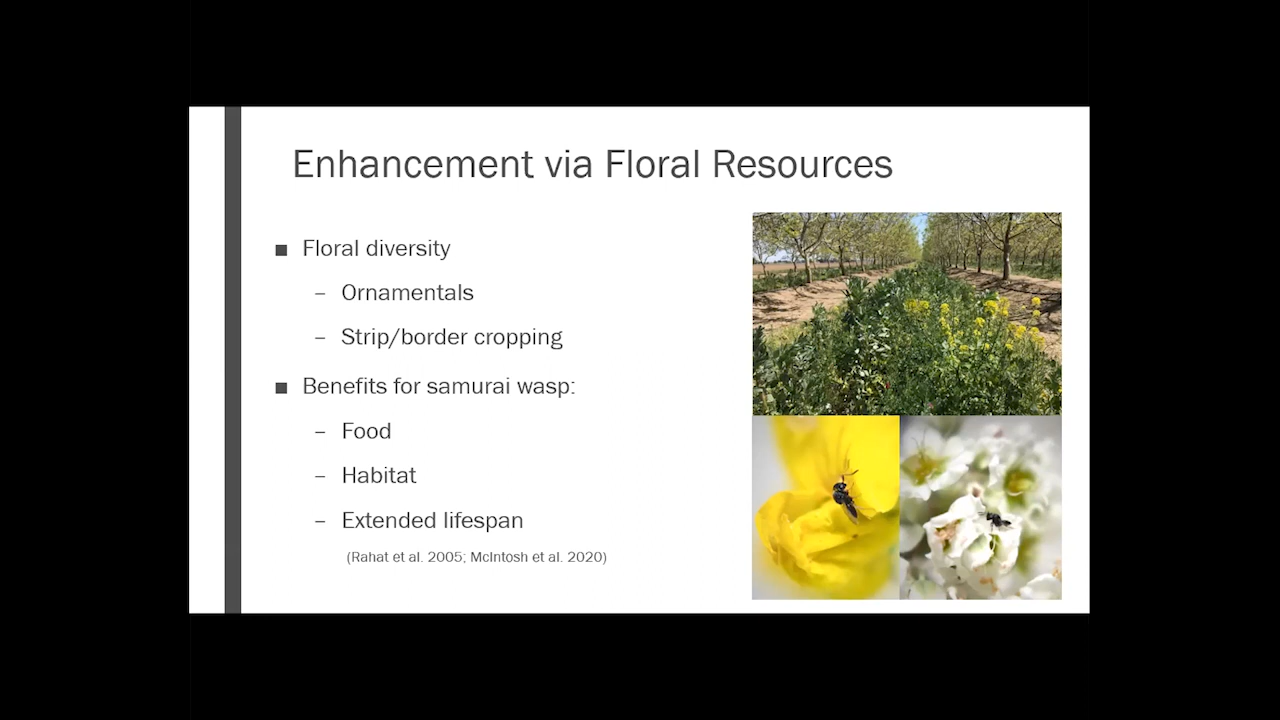 Enhancement via Floral Resources
■ Floral diversity
– Ornamentals
– Strip/border cropping
■ Benefits for samurai wasp:
– Food
– Habitat
– Extended lifespan
(Rahat et al. 2005; McIntosh et al. 2020)